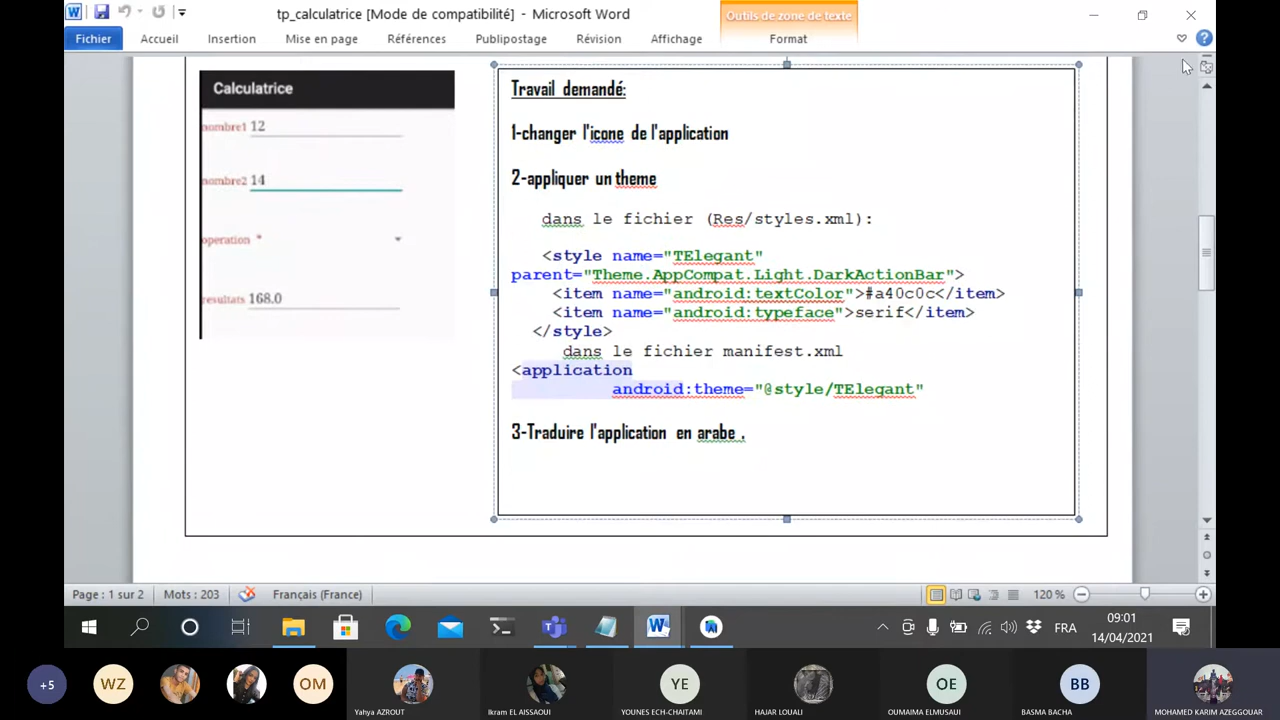 tp_calculatrice [Mode de compatibilité] - Microsoft Word
Outils de zone de texte
Fichier
Accueil
Insertion
Mise en page
Références
Publipostage
Révision
Affichage
Format
Calculatrice
nombre1 12
nombre2 14
operation *
resultats 168.0
Travail demandé:
1-changer l'icone de l'application
2-appliquer un theme
dans le fichier (Res/styles.xml):
<style name="TElegant"
parent="Theme.AppCompat.Light.DarkActionBar">
<item name="android:textColor">#a40c0c</item>
<item name="android:typeface">serif</item>
</style>
dans le fichier manifest.xml
<application
android:theme="@style/TElegant"
3-Traduire l'application en arabe .
Page : 1 sur 2
Mots : 203
Français (France)
120 %
FRA
09:01
14/04/2021
+5
WZ
OM
Yahya AZROUT
Ikram EL AISSAOUI
YE
YOUNES ECH-CHAITAMI
HAJAR LOUALI
OE
OUMAIMA ELMUSAUI
BB
BASMA BACHA
MOHAMED KARIM AZEGGOUAR